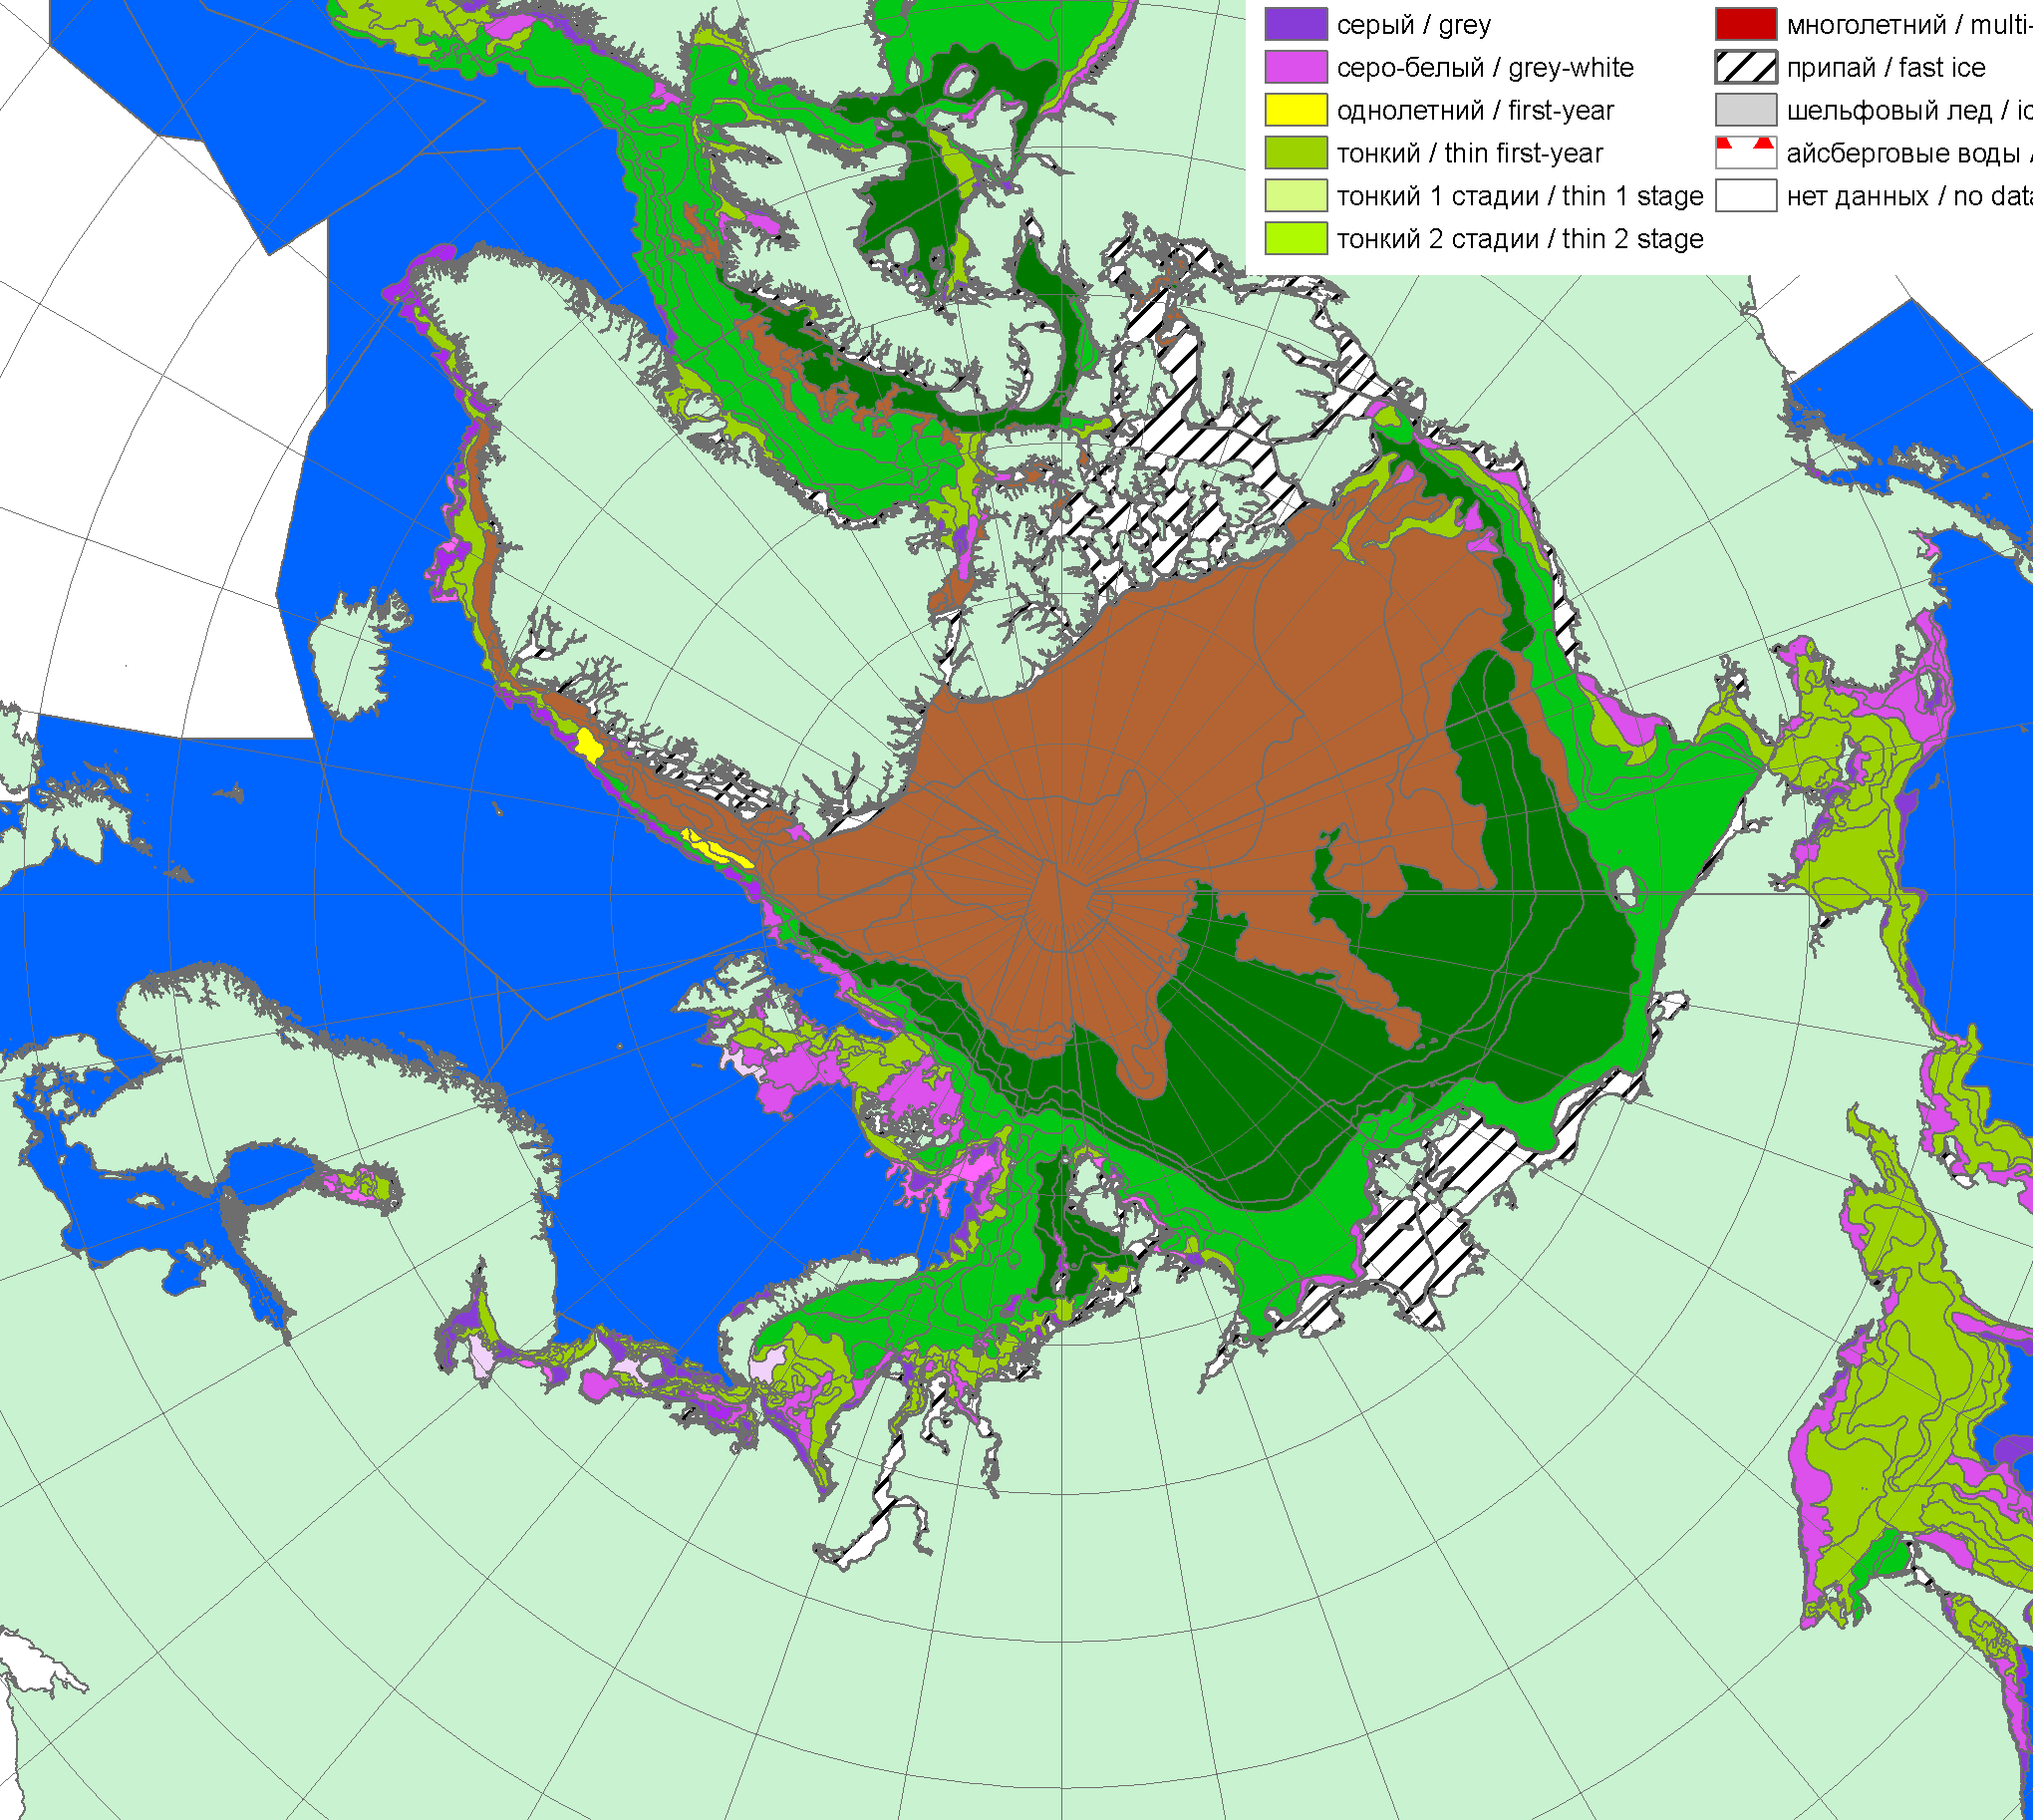 серый / grey
серо-белый / grey-white
однолетний / first-year
тонкий / thin first-year
тонкий 1 стадии / thin 1 stage
тонкий 2 стадии / thin 2 stage
многолетний / multi-
припай / fast ice
шельфовый лед / ic
айсберговые воды /
нет данных / no data